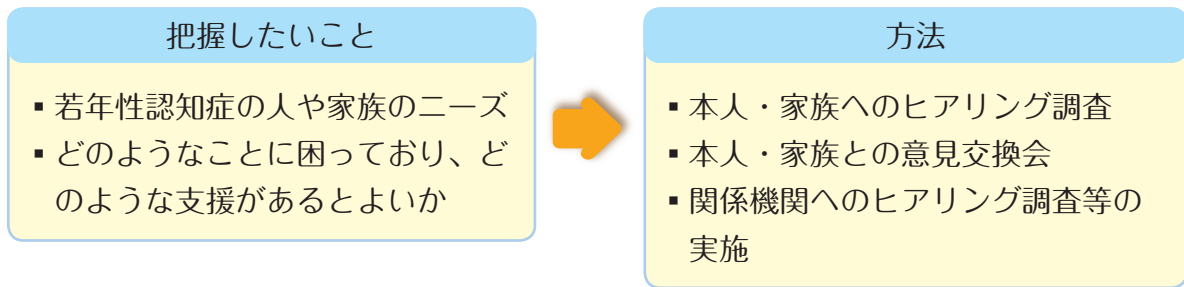 把握したいこと
▪ 若年性認知症の人や家族のニーズ
▪ どのようなことに困っており、ど
のような支援があるとよいか
方法
▪ 本人・家族へのヒアリング調査
▪ 本人・家族との意見交換会
▪ 関係機関へのヒアリング調査等の
実施